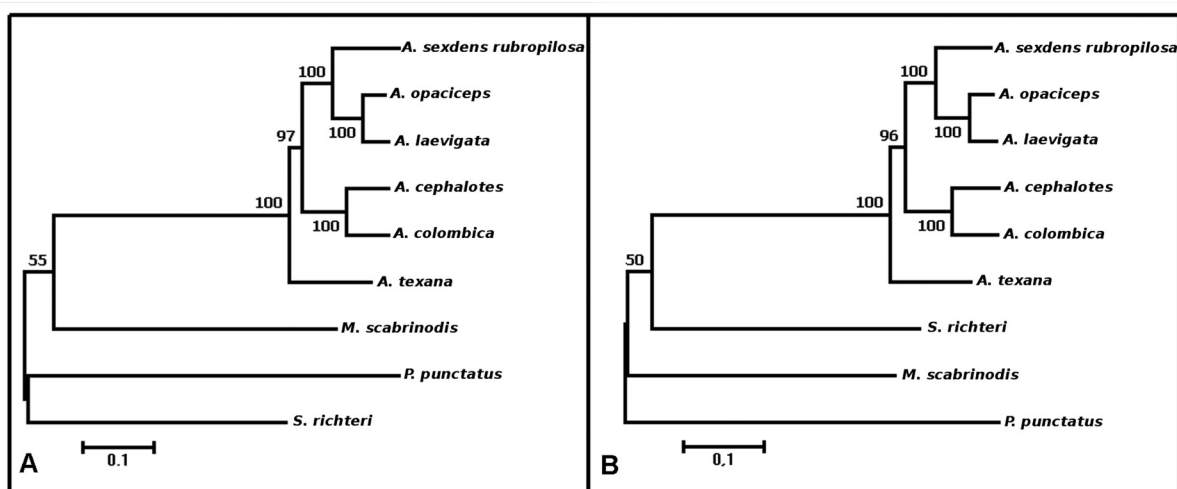 A. sexdens rubropilosa
100
A. opaciceps
100
A. laevigata
97
A. cephalotes
100
100
A. colombica
55
A. texana
M. scabrinodis
P. punctatus
S. richteri
0.1
A
A. sexdens rubropilosa
100
A. opaciceps
100
A. laevigata
96
A. cephalotes
100
100
A. colombica
50
A. texana
S. richteri
M. scabrinodis
P. punctatus
0,1
B